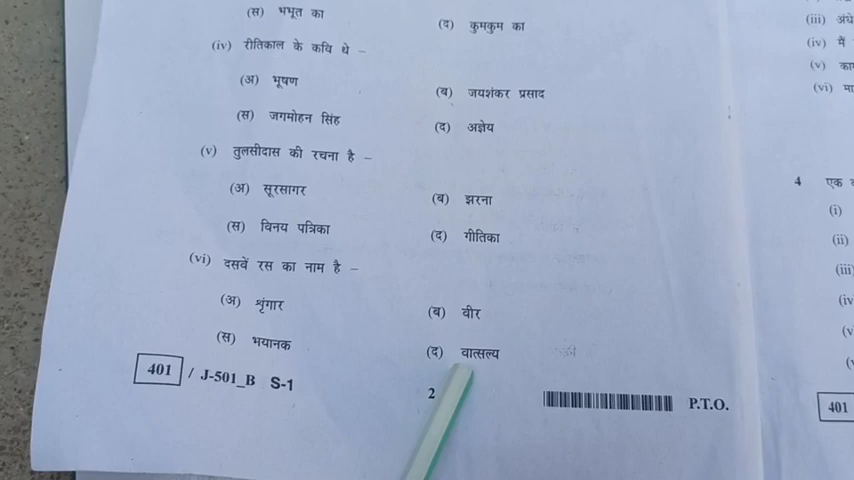 (स) भभूत का (द) कुमकुम का
(iv) रीतिकाल के कवि थे –
(अ) भूषण (ब) जयशंकर प्रसाद
(स) जगमोहन सिंह (द) अज्ञेय
(v) तुलसीदास की रचना है –
(अ) सूरसागर (ब) झरना
(स) विनय पत्रिका (द) गीतिका
(vi) दसवें रस का नाम है –
(अ) शृंगार (ब) वीर
(स) भयानक (द) वात्सल्य
401 / J-501_B S-1
2 P.T.O.
(iii) अंधे
(iv) मैं
(v)
(vi)
4 एक
(i)
(ii)
(iii)
(iv
(v
(
401